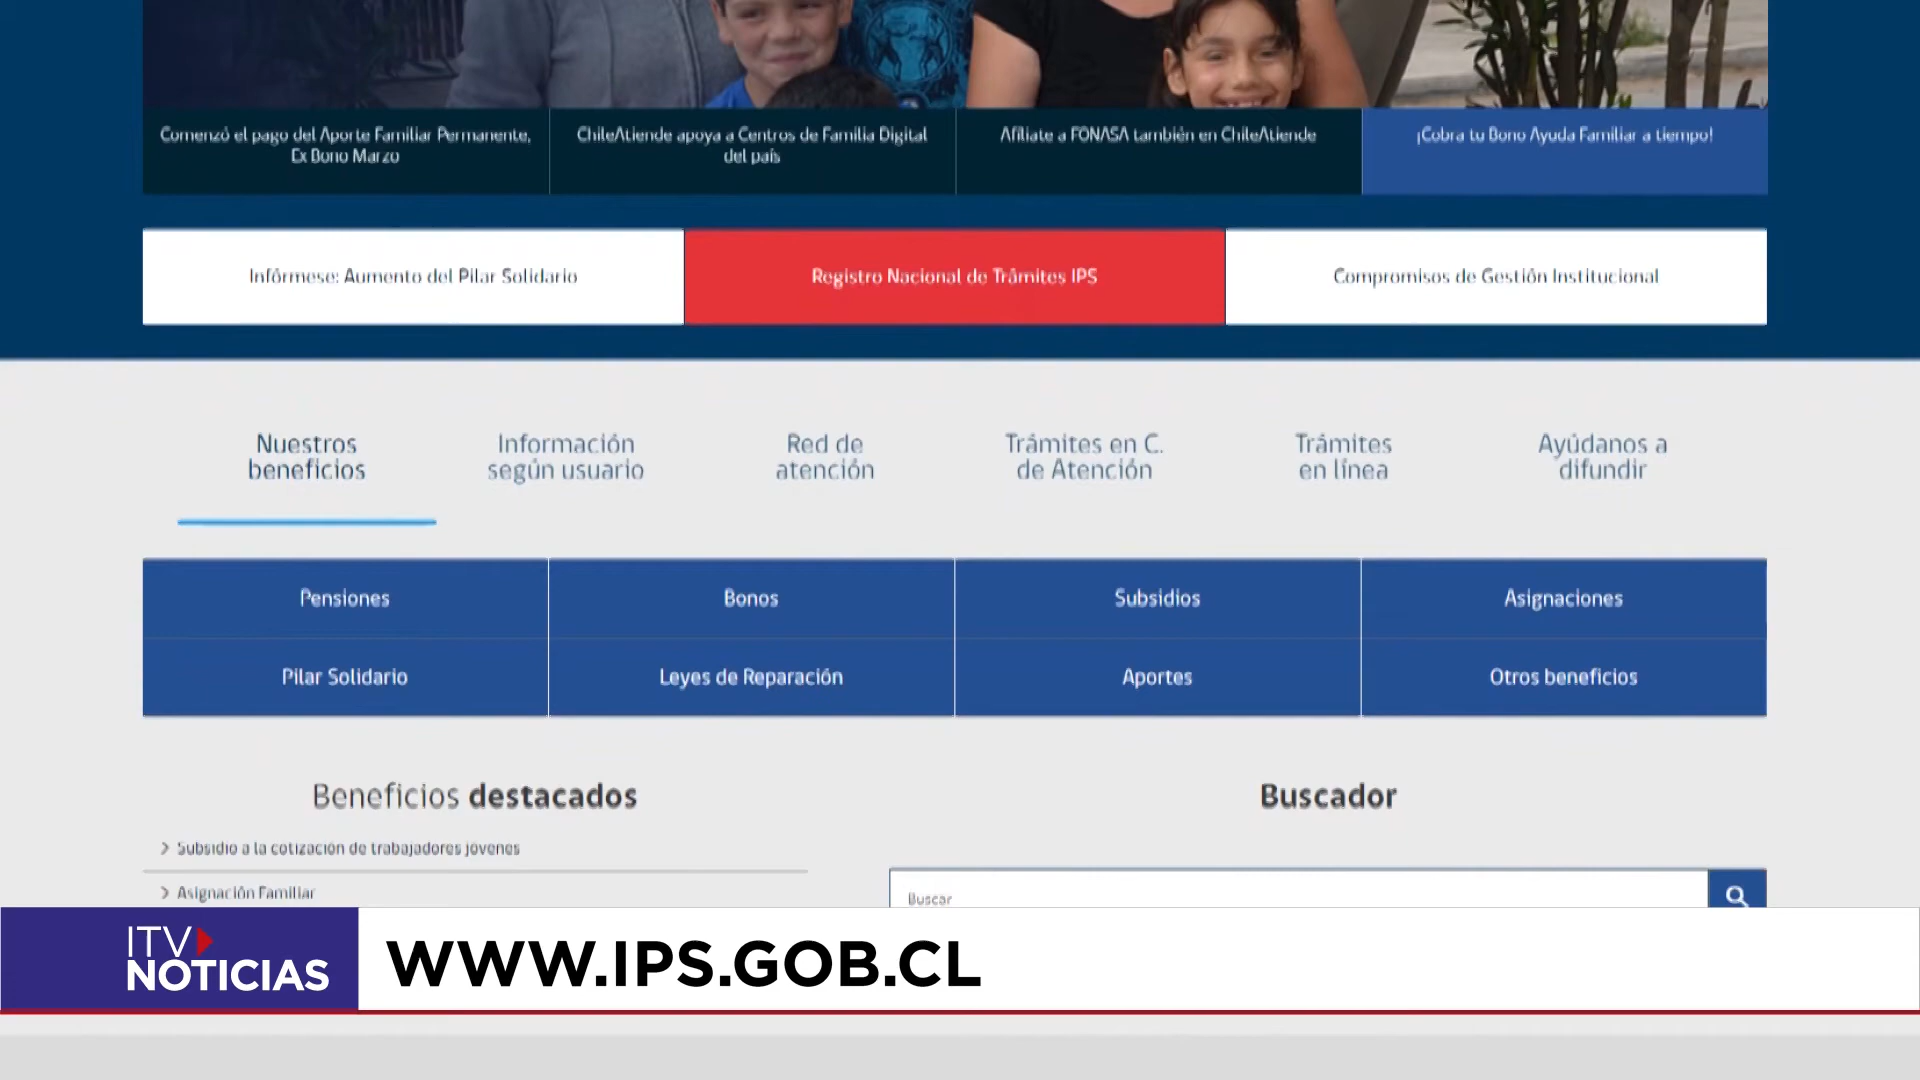 Comenzó el pago del Aporte Familiar Permanente,
Ex Bono Marzo
ChileAtiende apoya a Centros de Familia Digital
del país
Afíliate a FONASA también en ChileAtiende
¡Cobra tu Bono Ayuda Familiar a tiempo!
Infórmese: Aumento del Pilar Solidario
Registro Nacional de Trámites IPS
Compromisos de Gestión Institucional
Nuestros
beneficios
Información
según usuario
Red de
atención
Trámites en C.
de Atención
Trámites
en línea
Ayúdanos a
difundir
Pensiones
Bonos
Subsidios
Asignaciones
Pilar Solidario
Leyes de Reparación
Aportes
Otros beneficios
Beneficios destacados
Buscador
Subsidio a la cotización de trabajadores jóvenes
Asignación Familiar
Buscar
ITV
NOTICIAS
WWW.IPS.GOB.CL